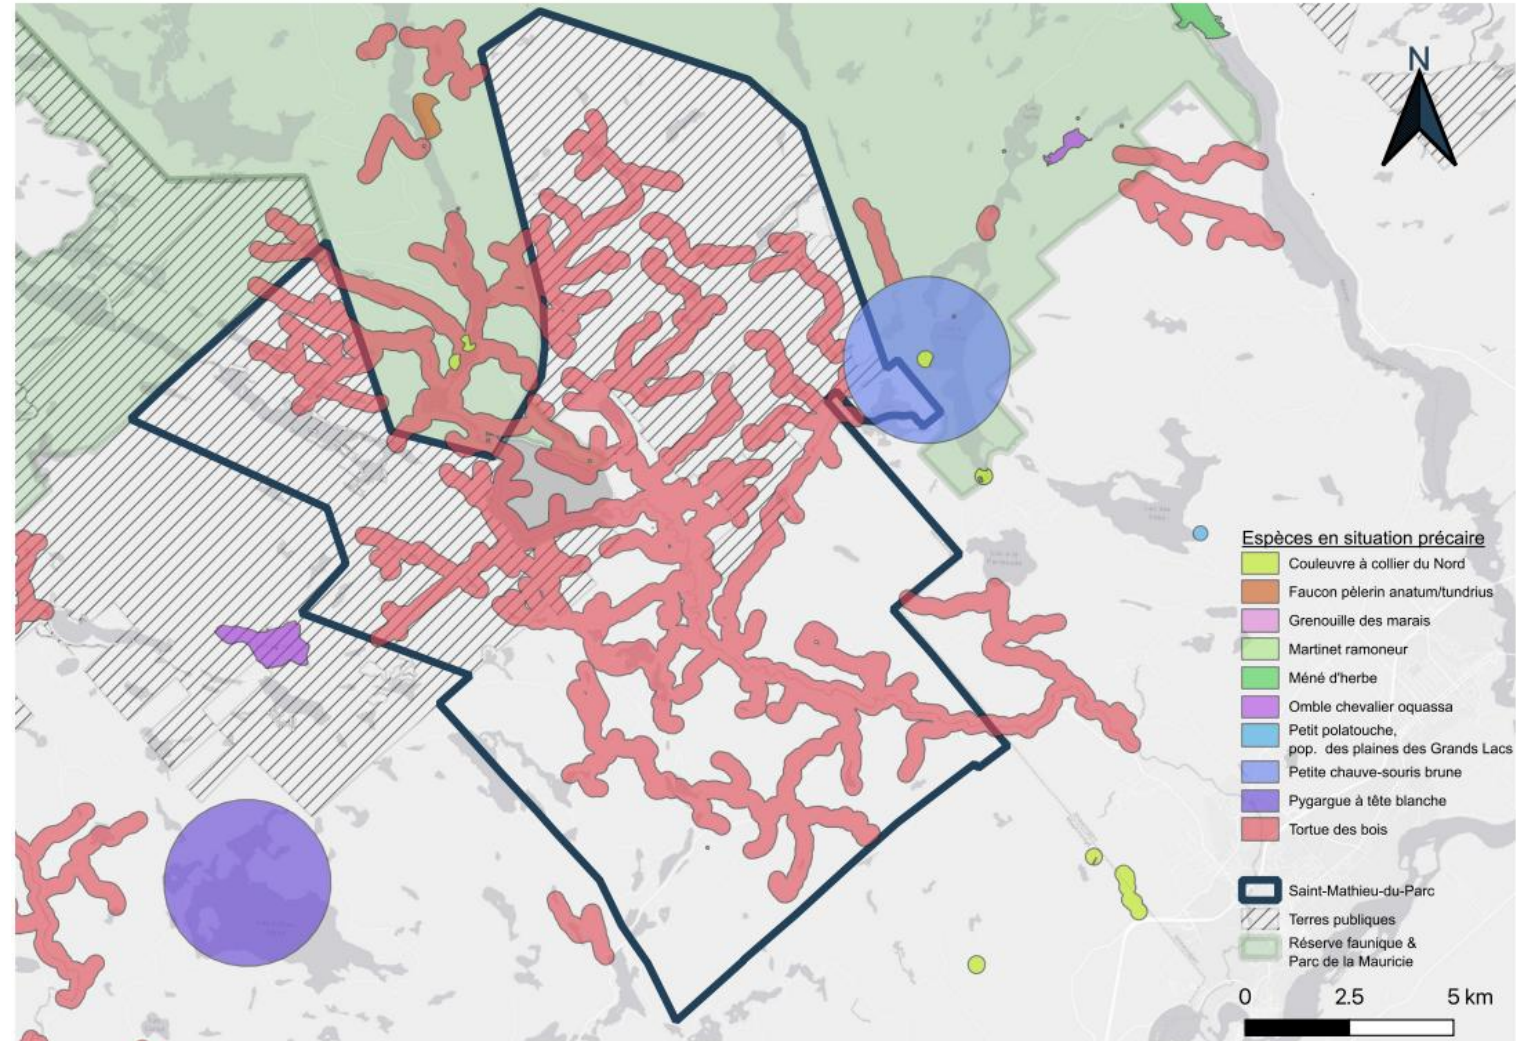 N
Espèces en situation précaire
Couleuvre à collier du Nord
Faucon pèlerin anatum/tundrius
Grenouille des marais
Martinet ramoneur
Méné d'herbe
Omble chevalier oquassa
Petit polatouche,
pop. des plaines des Grands Lacs
Petite chauve-souris brune
Pygargue à tête blanche
Tortue des bois
Saint-Mathieu-du-Parc
Terres publiques
Réserve faunique &
Parc de la Mauricie
0 2.5 5 km